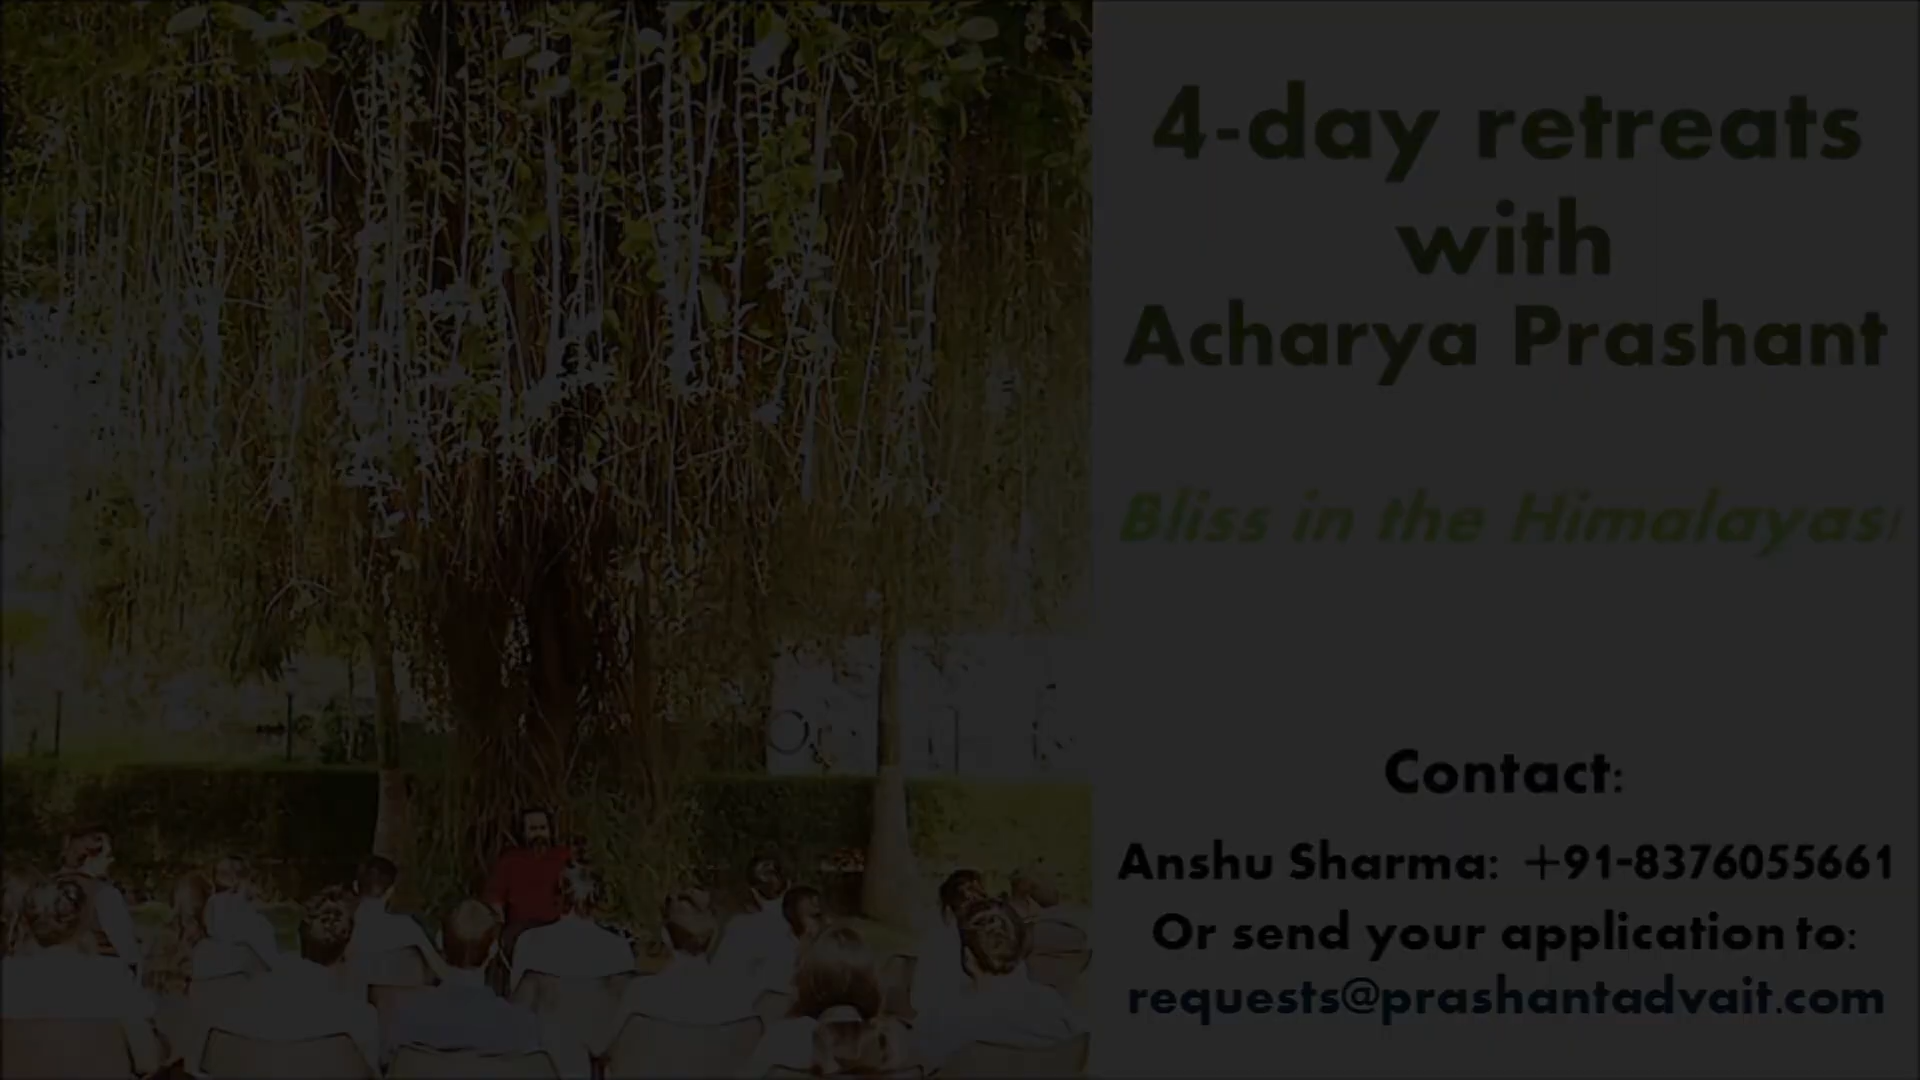 4-day retreats
with
Acharya Prashant
Bliss in the Himalayas!
Contact:
Anshu Sharma: +91-8376055661
Or send your application to:
requests@prashantadvait.com